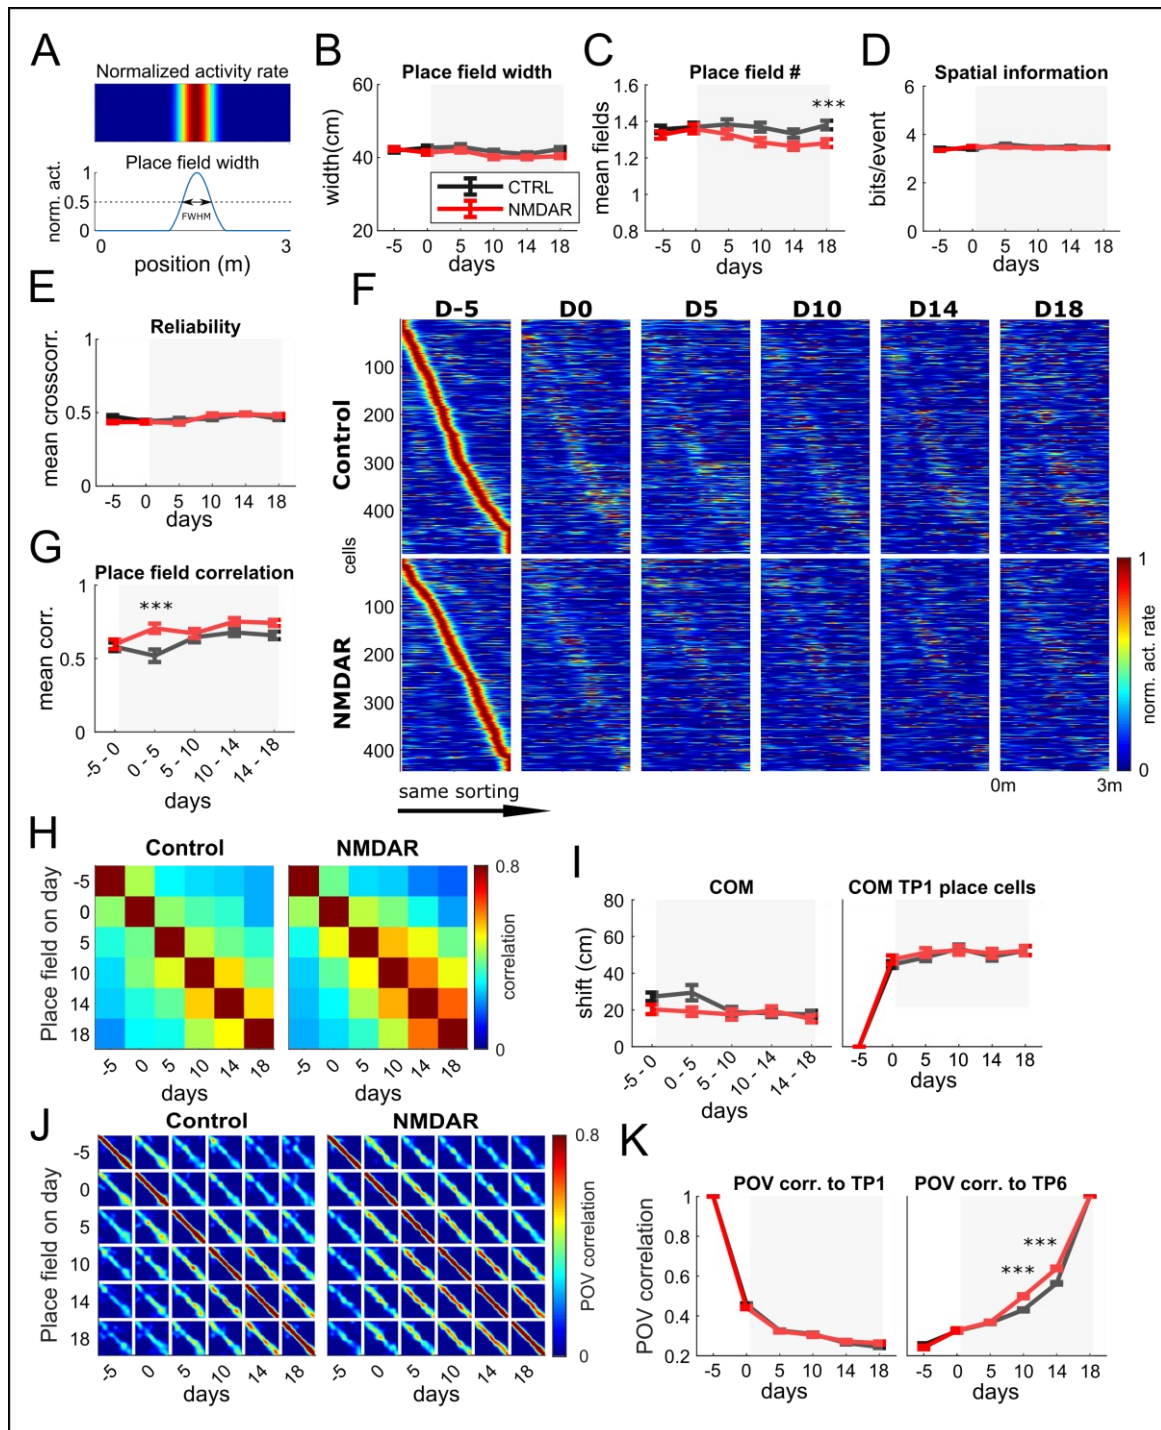 A
Normalized activity rate
Place field width
norm. act.
1
0.5
0
FWHM
0 3
position (m)
B
Place field width
width(cm)
60
40
20
CTRL
NMDAR
-5 0 5 10 14 18
days
C
Place field #
mean fields
1.6
1.4
1.2
0.8
***
-5 0 5 10 14 18
days
D
Spatial information
bits/event
6
4
2
0
-5 0 5 10 14 18
days
E
Reliability
mean crosscorr.
1
0.5
0
-5 0 5 10 14 18
days
F
D-5 D0 D5 D10 D14 D18
Control
100
200
300
400
cells
NMDAR
100
200
300
400
0m 3m
same sorting
1
0
norm. act. rate
G
Place field correlation
mean corr.
1
0.5
0
***
-5 - 0 0 - 5 5 - 10 10 - 14 14 - 18
days
H
Control NMDAR
Place field on day
-5
0
5
10
14
18
-5 0 5 10 14 18
days
-5 0 5 10 14 18
days
0.8
0
correlation
I
COM COM TP1 place cells
shift (cm)
80
60
40
20
0
-5 - 0 0 - 5 5 - 10 10 - 14 14 - 18
days
-5 0 5 10 14 18
days
J
Control NMDAR
Place field on day
-5
0
5
10
14
18
-5 0 5 10 14 18
days
-5 0 5 10 14 18
days
0.8
0
POV correlation
K
POV corr. to TP1 POV corr. to TP6
POV correlation
1
0.8
0.6
0.4
0.2
***
***
-5 0 5 10 14 18
days
-5 0 5 10 14 18
days